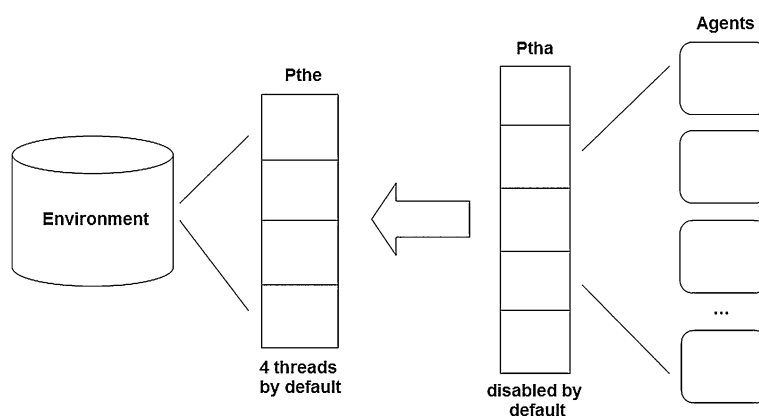 Agents
Ptha
Pthe
Environment
...
4 threads
by default
disabled by
default